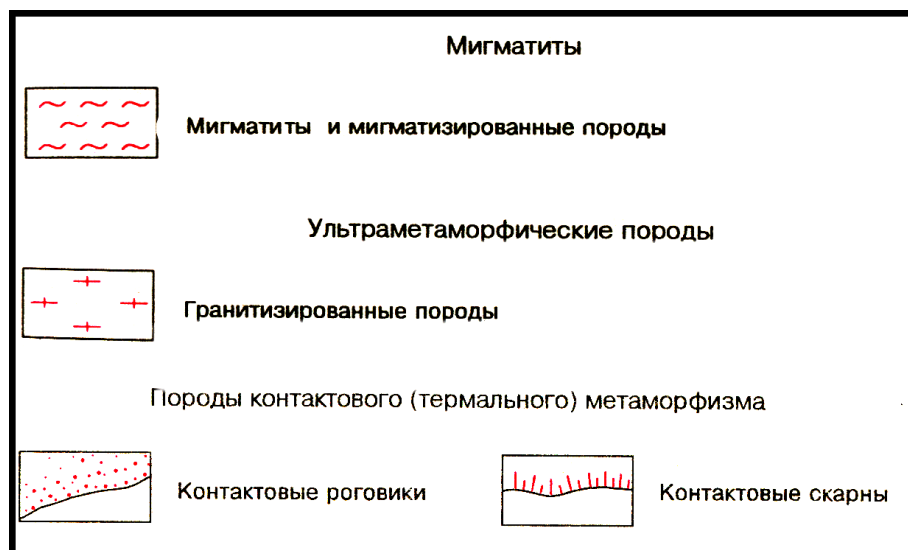 Мигматиты
Мигматиты и мигматизированные породы
Ультраметаморфические породы
Гранитизированные породы
Породы контактового (термального) метаморфизма
Контактовые роговики
Контактовые скарны